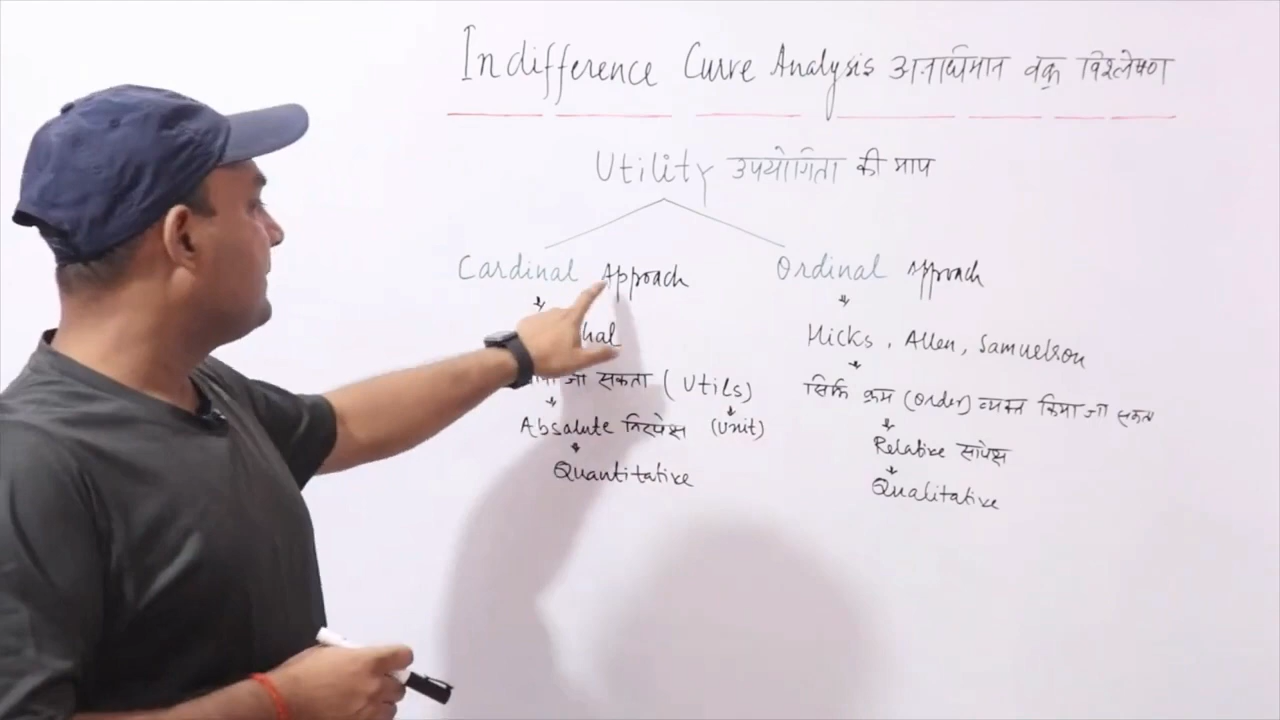 Indifference Curve Analysis अनधिमान वक्र विश्लेषण
Utility उपयोगिता की माप
Cardinal Approach
Ordinal Approach
Hicks, Allen, Samuelson
जा सकता (Utils)
सिर्फ क्रम (Order) व्यक्त किया जा सकता
Absalute निरपेक्ष (Unit)
Relative सापेक्ष
Quantitative
Qualitative